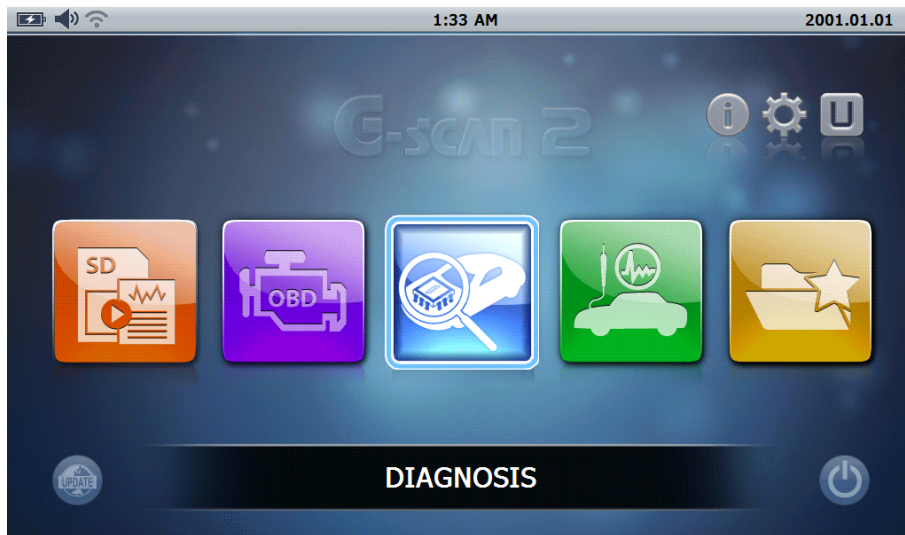 1:33 AM
2001.01.01
G-scan 2
i
U
SD
OBD
UPDATE
DIAGNOSIS